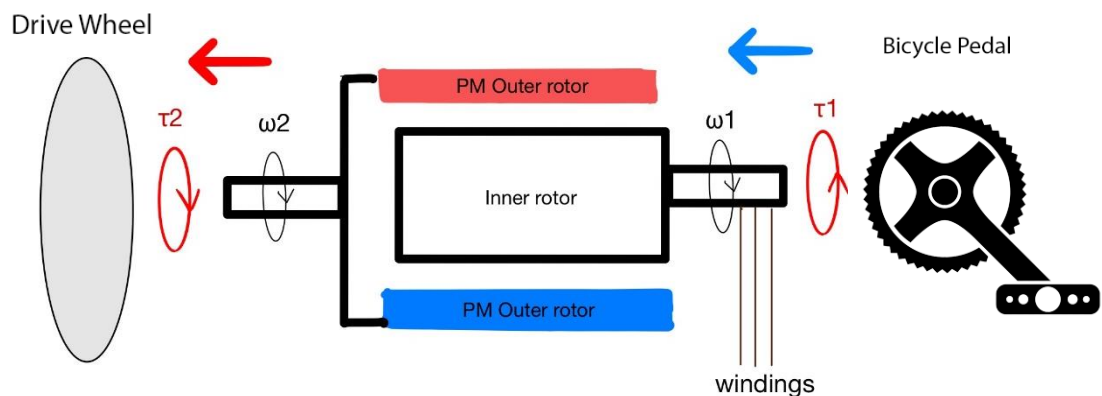 Drive Wheel
Bicycle Pedal
PM Outer rotor
τ2
ω2
ω1
τ1
Inner rotor
PM Outer rotor
windings